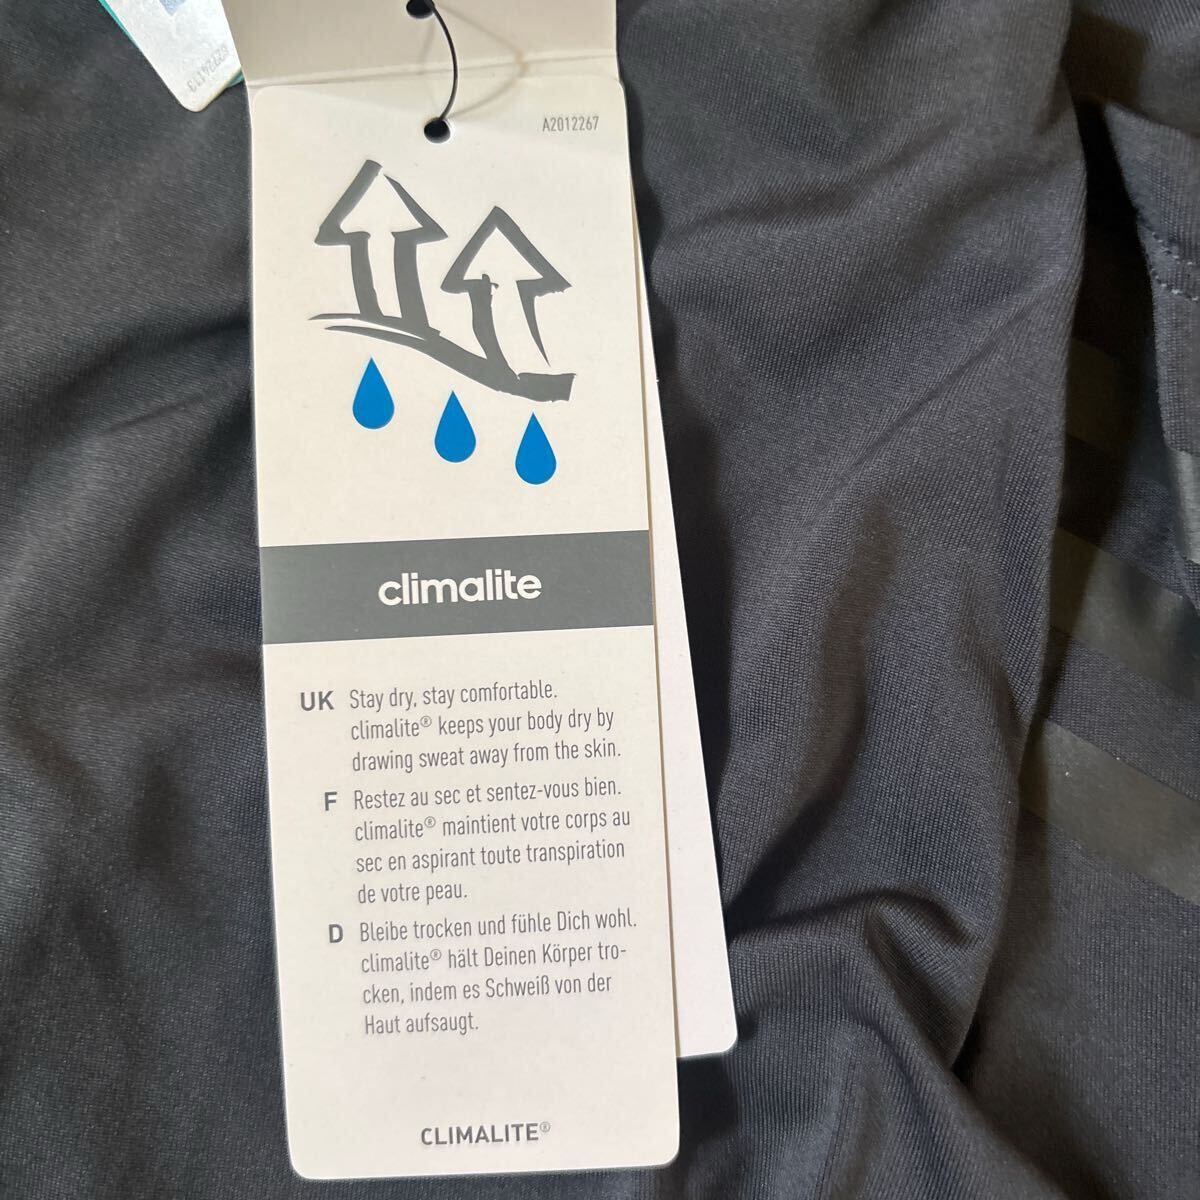 A2012267
climalite
UK Stay dry, stay comfortable.
climalite® keeps your body dry by
drawing sweat away from the skin.
F Restez au sec et sentez-vous bien.
climalite® maintient votre corps au
sec en aspirant toute transpiration
de votre peau.
D Bleibe trocken und fühle Dich wohl.
climalite® hält Deinen Körper tro-
cken, indem es Schweiß von der
Haut aufsaugt.
CLIMALITE®